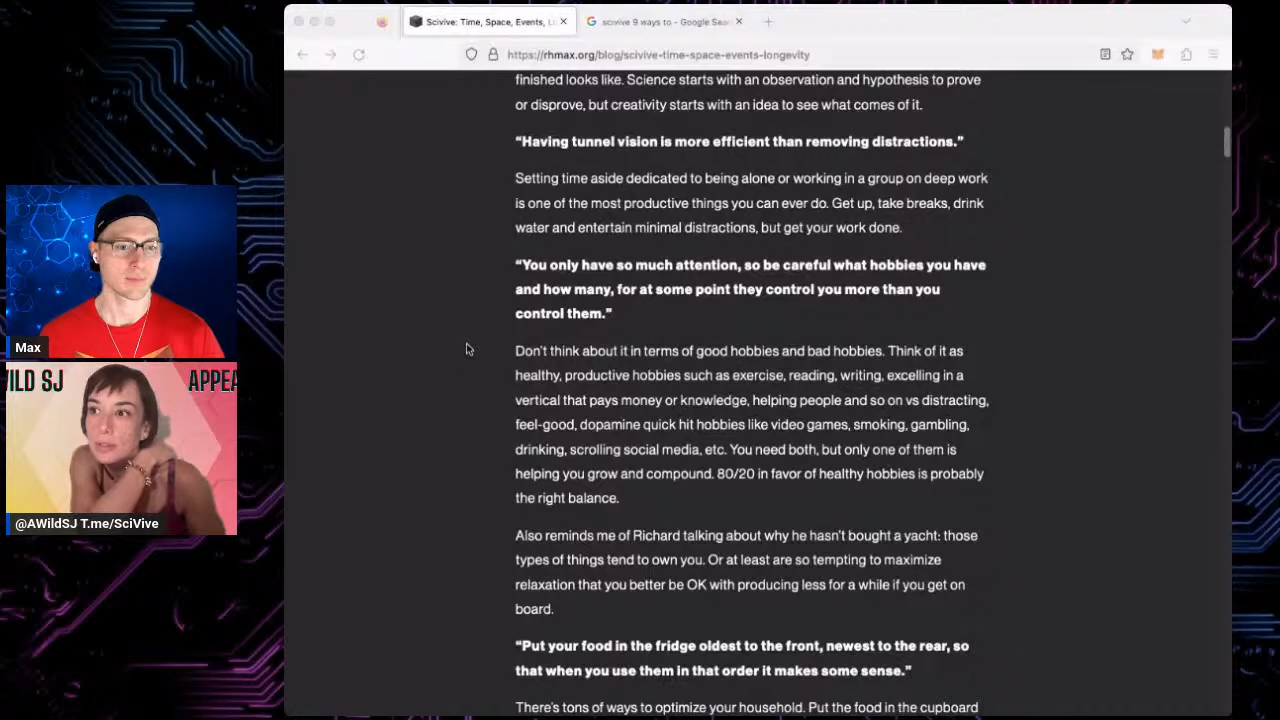 Scivive: Time, Space, Events, Lo
scivive 9 ways to - Google Sear
https://rhmax.org/blog/scivive-time-space-events-longevity
finished looks like. Science starts with an observation and hypothesis to prove
or disprove, but creativity starts with an idea to see what comes of it.
“Having tunnel vision is more efficient than removing distractions.”
Setting time aside dedicated to being alone or working in a group on deep work
is one of the most productive things you can ever do. Get up, take breaks, drink
water and entertain minimal distractions, but get your work done.
“You only have so much attention, so be careful what hobbies you have
and how many, for at some point they control you more than you
control them.”
Don't think about it in terms of good hobbies and bad hobbies. Think of it as
healthy, productive hobbies such as exercise, reading, writing, excelling in a
vertical that pays money or knowledge, helping people and so on vs distracting,
feel-good, dopamine quick hit hobbies like video games, smoking, gambling,
drinking, scrolling social media, etc. You need both, but only one of them is
helping you grow and compound. 80/20 in favor of healthy hobbies is probably
the right balance.
Also reminds me of Richard talking about why he hasn't bought a yacht: those
types of things tend to own you. Or at least are so tempting to maximize
relaxation that you better be OK with producing less for a while if you get on
board.
“Put your food in the fridge oldest to the front, newest to the rear, so
that when you use them in that order it makes some sense.”
There's tons of ways to optimize your household. Put the food in the cupboard
Max
WILD SJ
APPEA
@AWildSJ T.me/SciVive